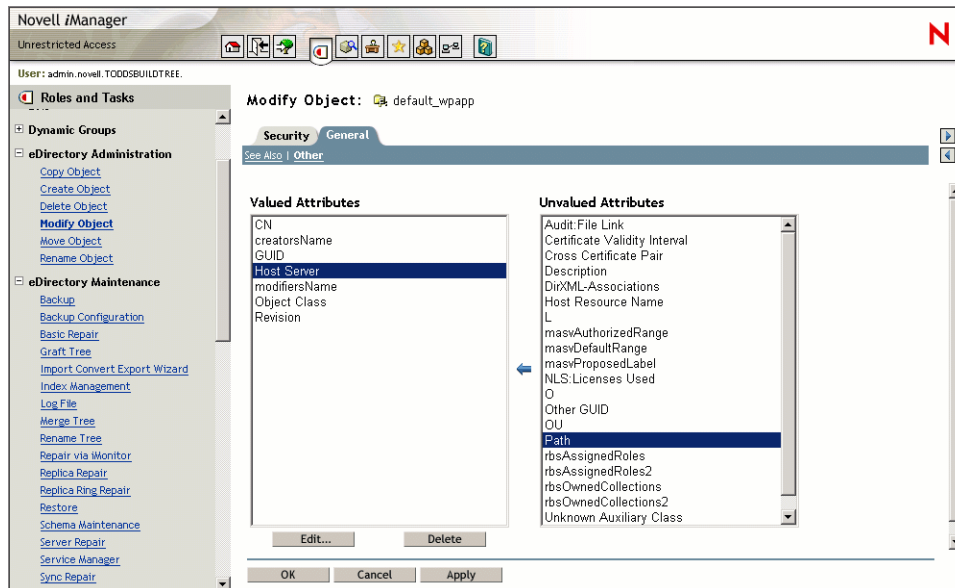 Novell iManager
Unrestricted Access
N
User: admin.novell.TODDSBUILDTREE.
Roles and Tasks
Dynamic Groups
eDirectory Administration
Copy Object
Create Object
Delete Object
Modify Object
Move Object
Rename Object
eDirectory Maintenance
Backup
Backup Configuration
Basic Repair
Graft Tree
Import Convert Export Wizard
Index Management
Log File
Merge Tree
Rename Tree
Repair via iMonitor
Replica Repair
Replica Ring Repair
Restore
Schema Maintenance
Server Repair
Service Manager
Sync Repair
Modify Object: default_wpapp
Security General
See Also | Other
Valued Attributes
CN
creatorsName
GUID
Host Server
modifiersName
Object Class
Revision
Edit... Delete
Unvalued Attributes
Audit:File Link
Certificate Validity Interval
Cross Certificate Pair
Description
DirXML-Associations
Host Resource Name
L
masvAuthorizedRange
masvDefaultRange
masvProposedLabel
NLS:Licenses Used
O
Other GUID
OU
Path
rbsAssignedRoles
rbsAssignedRoles2
rbsOwnedCollections
rbsOwnedCollections2
Unknown Auxiliary Class
OK Cancel Apply